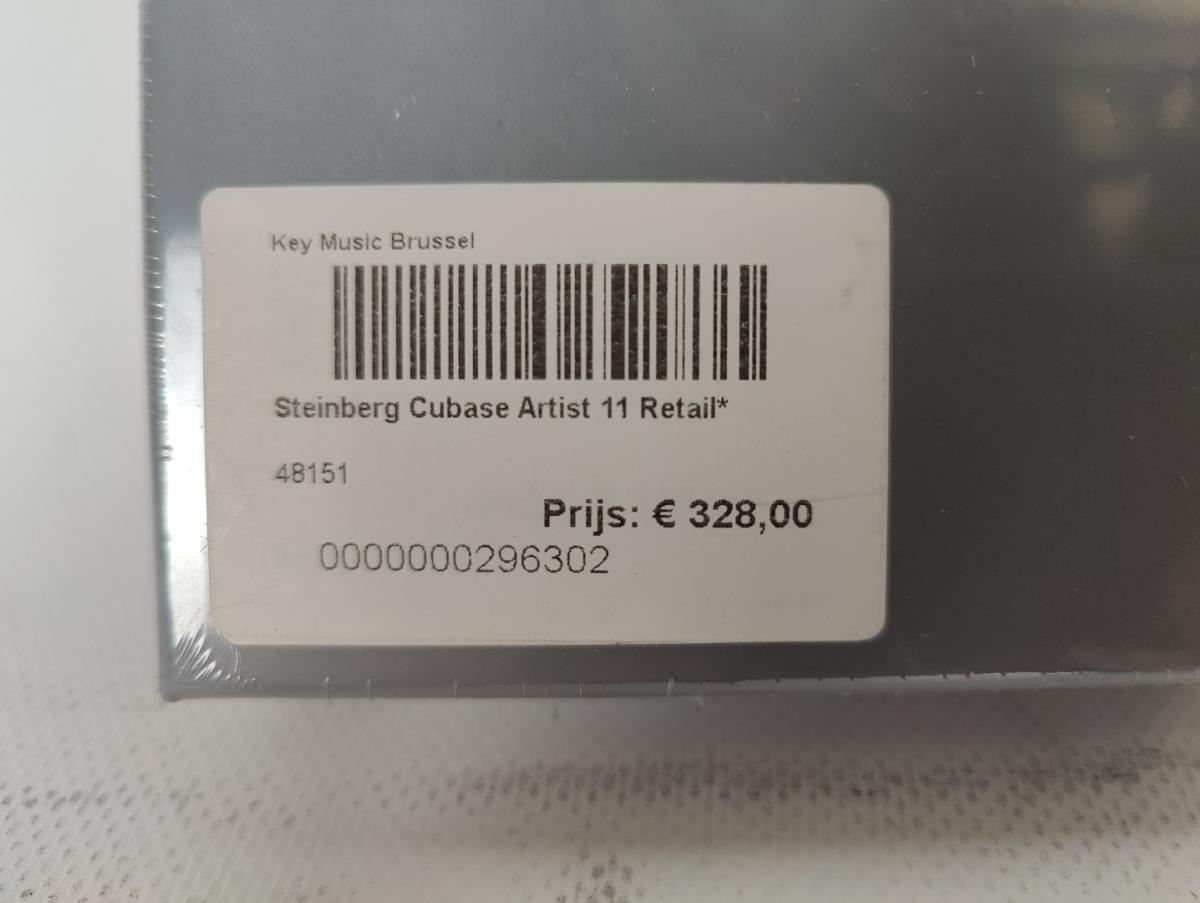 Key Music Brussel
Steinberg Cubase Artist 11 Retail*
48151
Prijs: € 328,00
0000000296302